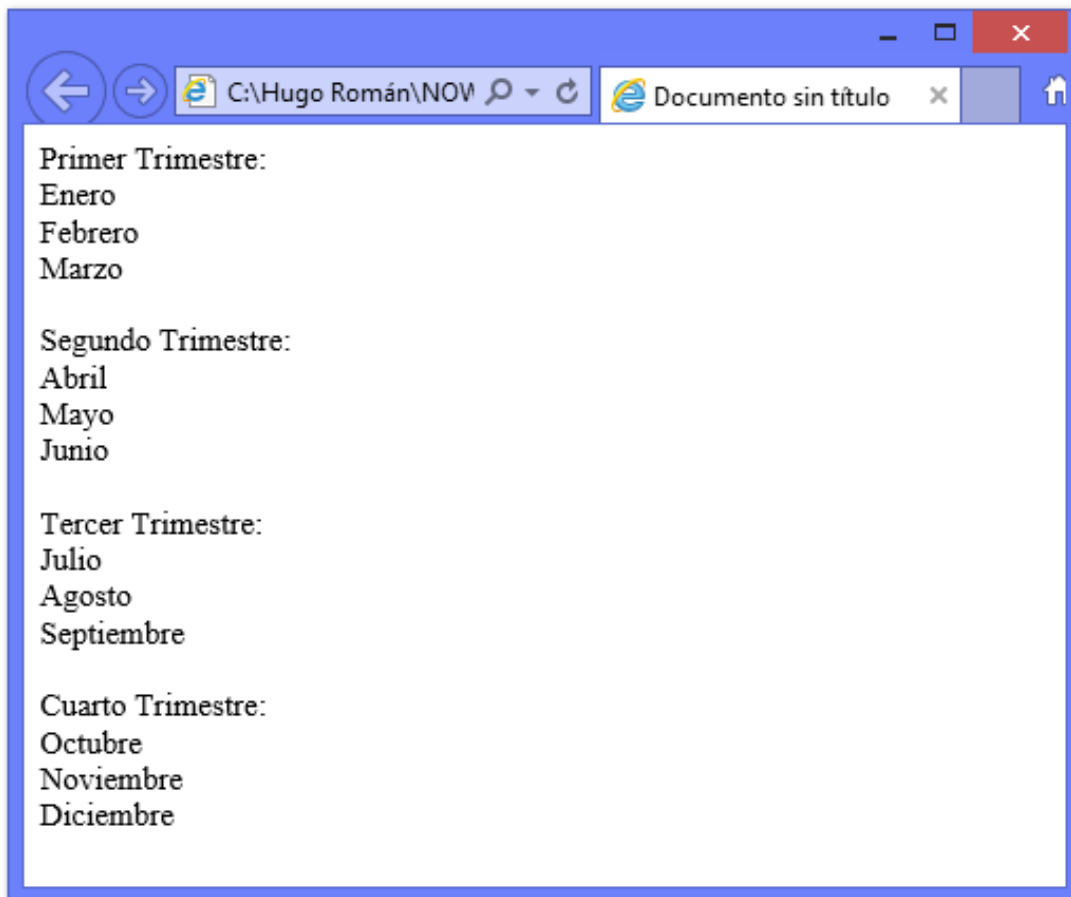 C:\Hugo Román\NOW
Documento sin título
Primer Trimestre:
Enero
Febrero
Marzo
Segundo Trimestre:
Abril
Mayo
Junio
Tercer Trimestre:
Julio
Agosto
Septiembre
Cuarto Trimestre:
Octubre
Noviembre
Diciembre